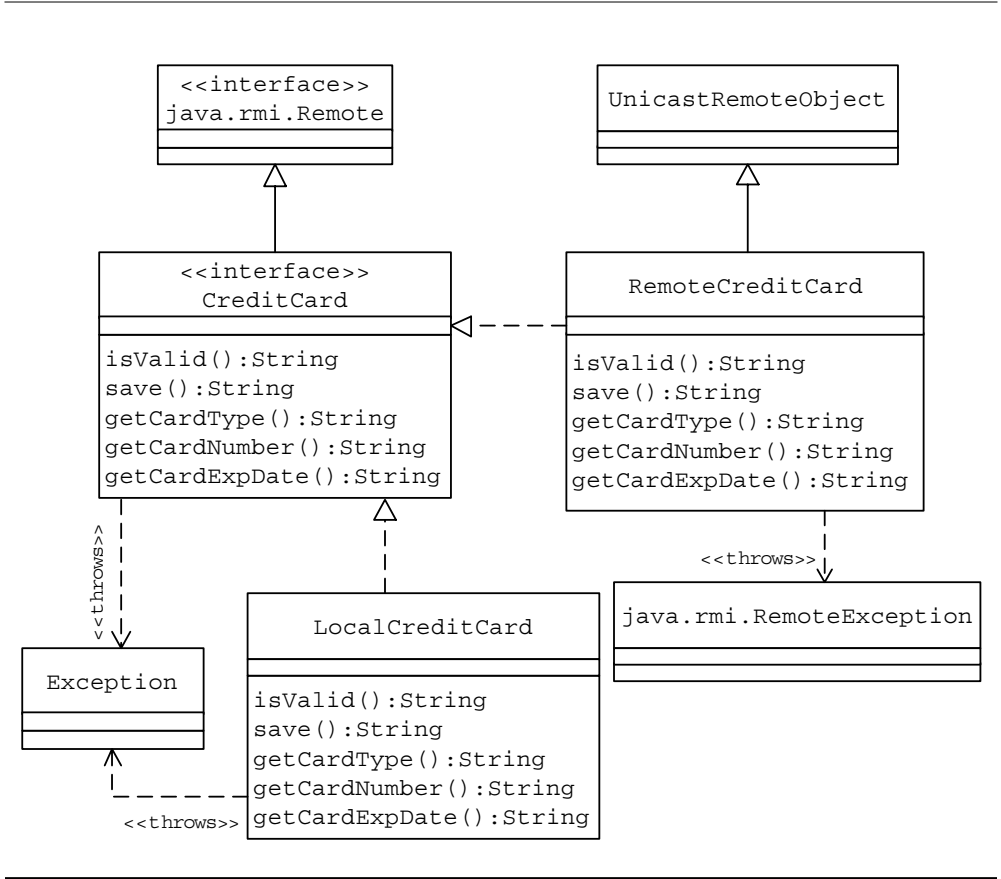 <<interface>>
java.rmi.Remote
UnicastRemoteObject
<<interface>>
CreditCard
isValid():String
save():String
getCardType():String
getCardNumber():String
getCardExpDate():String
RemoteCreditCard
isValid():String
save():String
getCardType():String
getCardNumber():String
getCardExpDate():String
<<throws>>
<<throws>>
java.rmi.RemoteException
LocalCreditCard
isValid():String
save():String
getCardType():String
getCardNumber():String
getCardExpDate():String
Exception
<<throws>>